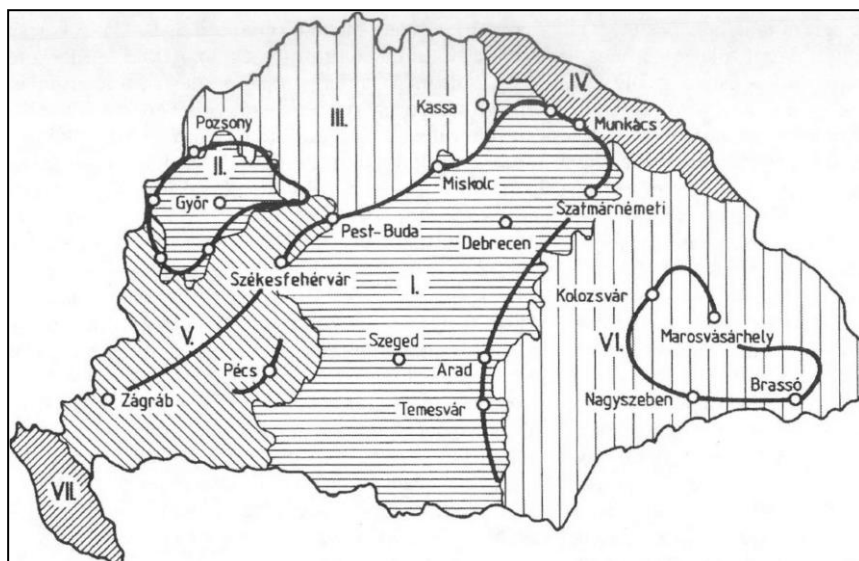 IV.
III.
Kassa
Pozsony
Munkács
II.
Miskolc
Győr
Szatmárnémeti
Pest-Buda
Debrecen
Székesfehérvár
I.
Kolozsvár
V.
Szeged
VI.
Marosvásárhely
Pécs
Arad
Brassó
Zágráb
Temesvár
Nagyszeben
VII.